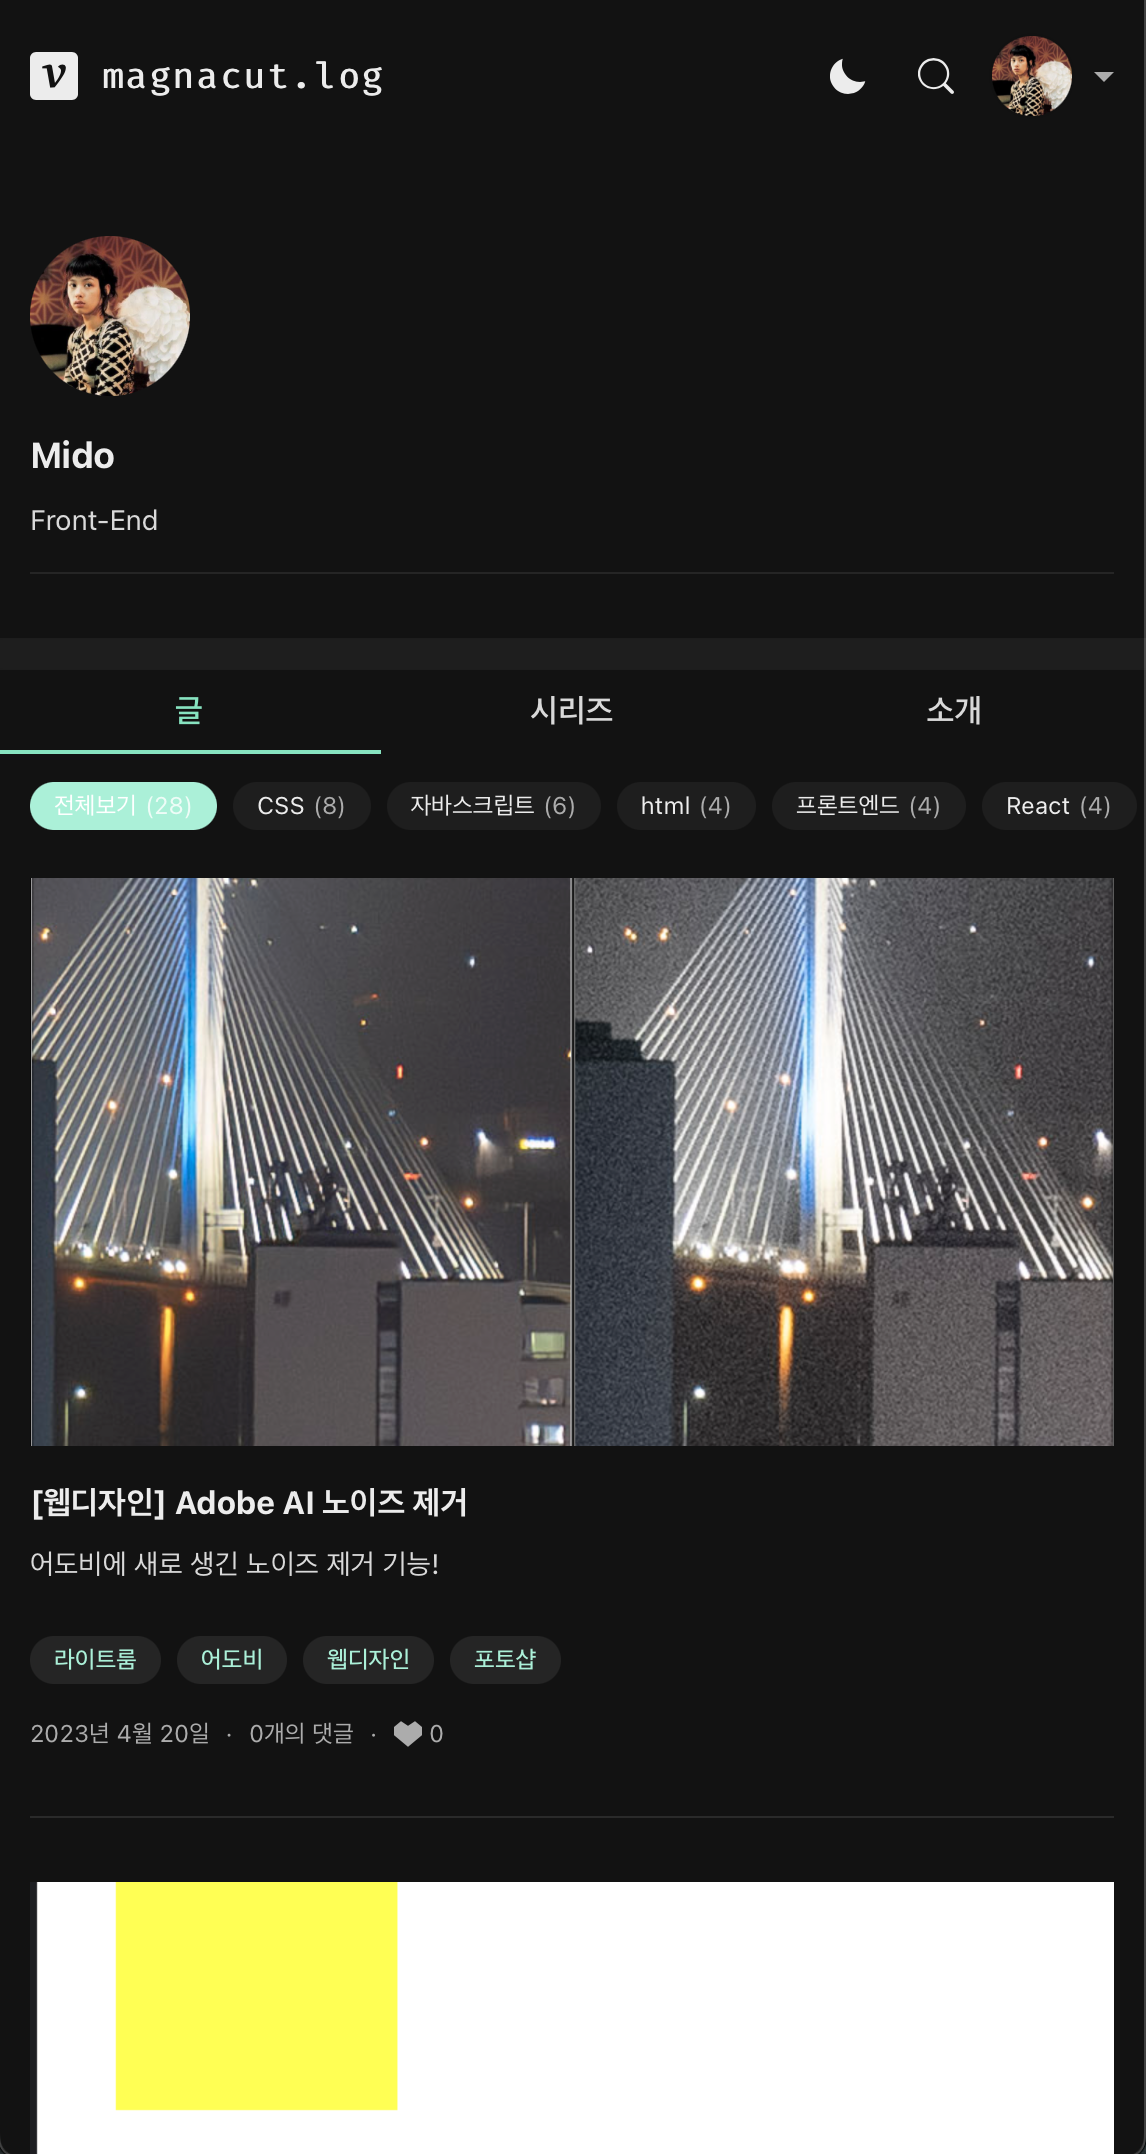 v magnacut.log
Mido
Front-End
글 시리즈 소개
전체보기 (28) CSS (8) 자바스크립트 (6) html (4) 프론트엔드 (4) React (4)
[웹디자인] Adobe AI 노이즈 제거
어도비에 새로 생긴 노이즈 제거 기능!
라이트룸 어도비 웹디자인 포토샵
2023년 4월 20일 · 0개의 댓글 · 0